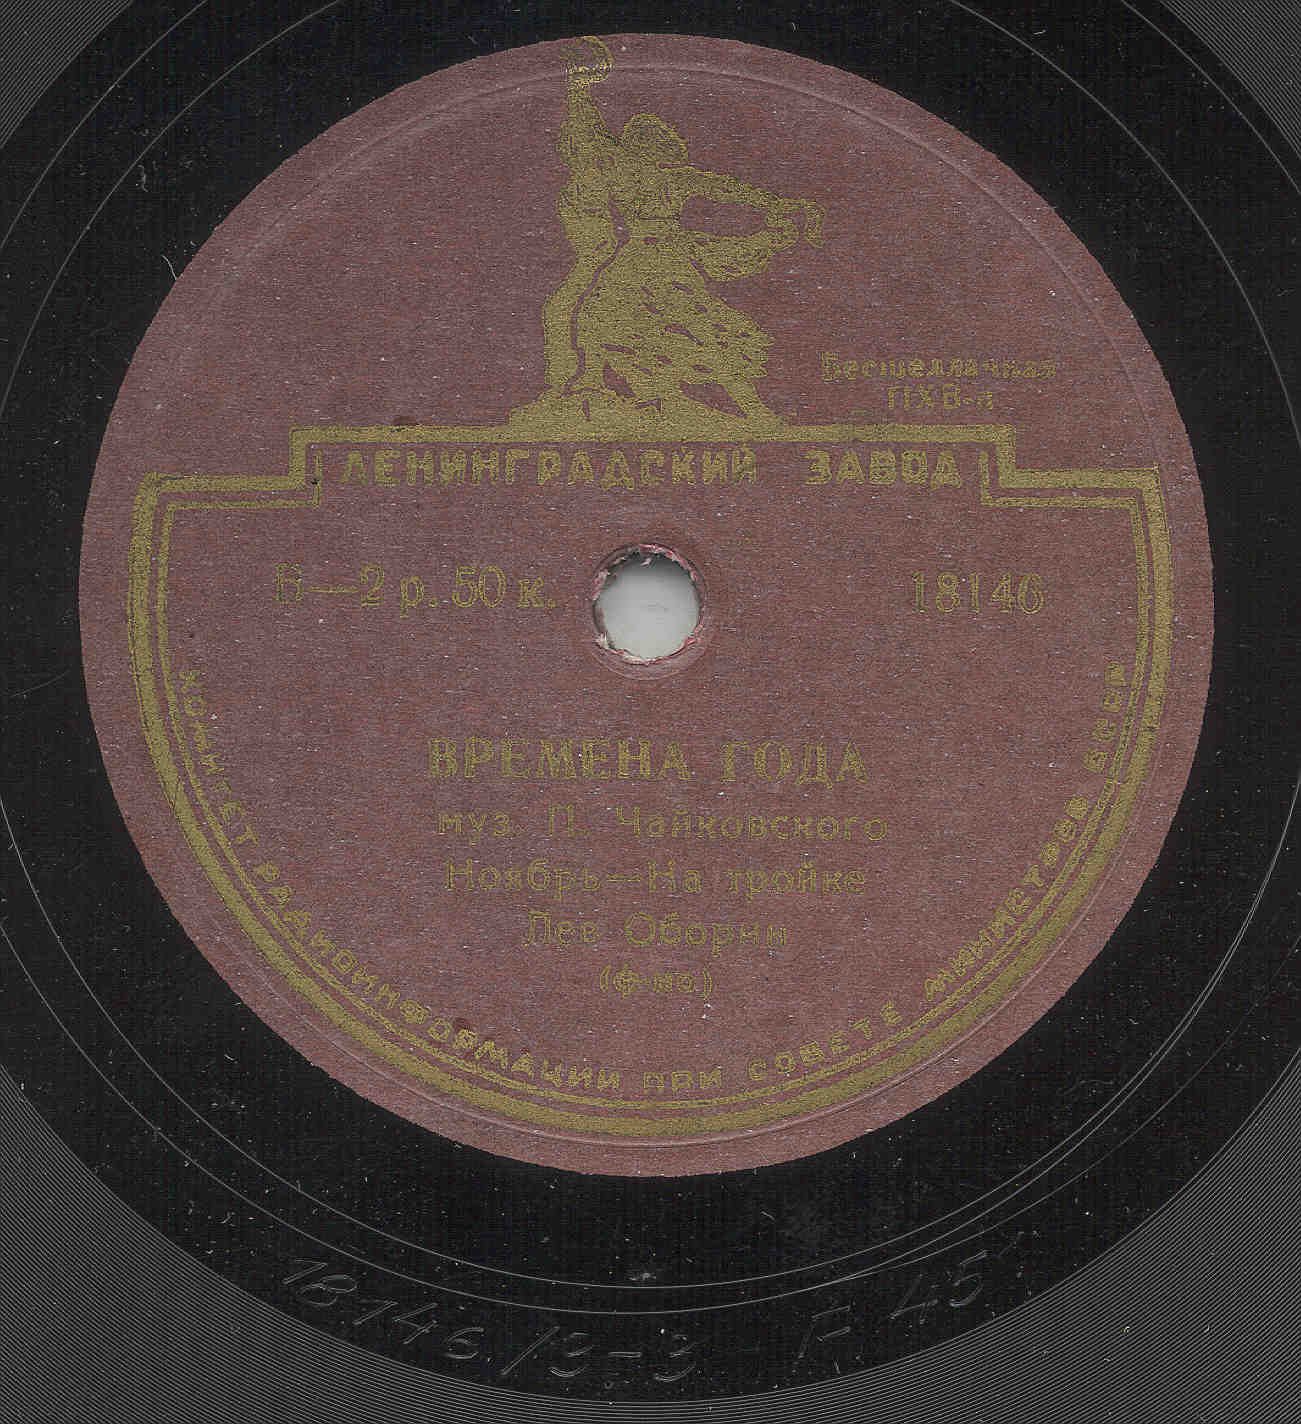 Бесшеллачная
ПХВ-л
ЛЕНИНГРАДСКИЙ ЗАВОД
В—2 р. 50 к.
18146
ВРЕМЕНА ГОДА
муз. П. Чайковского
Ноябрь—На тройке
Лев Оборин
(ф-но)
КОМИТЕТ РАДИОИНФОРМАЦИИ ПРИ СОВЕТЕ МИНИСТРОВ СССР
18146/3-3 F 45